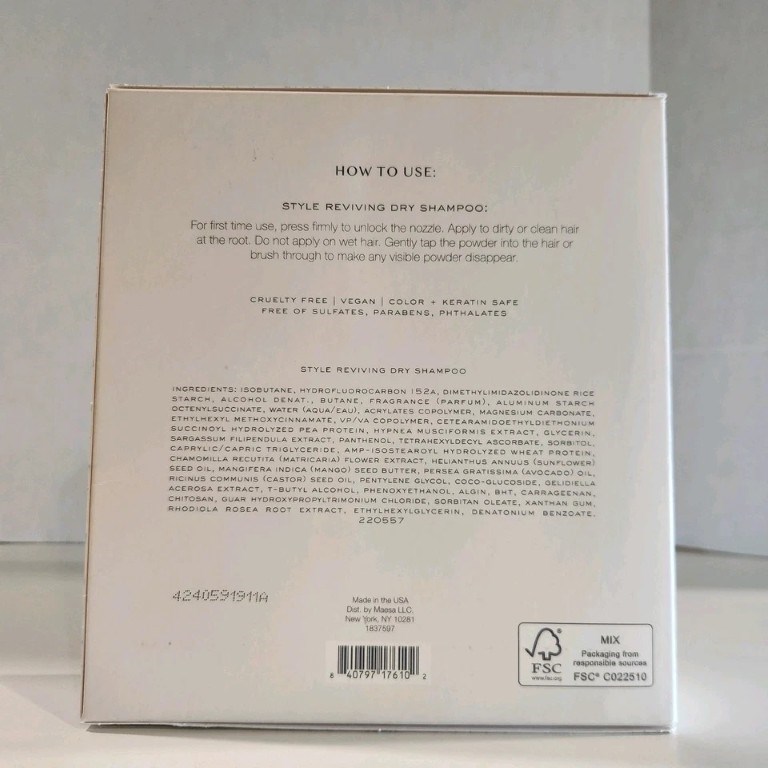 HOW TO USE:
STYLE REVIVING DRY SHAMPOO:
For first time use, press firmly to unlock the nozzle. Apply to dirty or clean hair
at the root. Do not apply on wet hair. Gently tap the powder into the hair or
brush through to make any visible powder disappear.
CRUELTY FREE | VEGAN | COLOR + KERATIN SAFE
FREE OF SULFATES, PARABENS, PHTHALATES
STYLE REVIVING DRY SHAMPOO
INGREDIENTS: ISOBUTANE, HYDROFLUOROCARBON 152A, DIMETHYLIMIDAZOLIDINONE RICE
STARCH, ALCOHOL DENAT., BUTANE, FRAGRANCE (PARFUM), ALUMINUM STARCH
OCTENYLSUCCINATE, WATER (AQUA/EAU), ACRYLATES COPOLYMER, MAGNESIUM CARBONATE,
ETHYLHEXYL METHOXYCINNAMATE, VP/VA COPOLYMER, CETEARAMIDOETHYLDIETHONIUM
SUCCINOYL HYDROLYZED PEA PROTEIN, HYPNEA MUSCIFORMIS EXTRACT, GLYCERIN,
SARGASSUM FILIPENDULA EXTRACT, PANTHENOL, TETRAHEXYLDECYL ASCORBATE, SORBITOL,
CAPRYLIC/CAPRIC TRIGLYCERIDE, AMP-ISOSTEAROYL HYDROLYZED WHEAT PROTEIN,
CHAMOMILLA RECUTITA (MATRICARIA) FLOWER EXTRACT, HELIANTHUS ANNUUS (SUNFLOWER)
SEED OIL, MANGIFERA INDICA (MANGO) SEED BUTTER, PERSEA GRATISSIMA (AVOCADO) OIL,
RICINUS COMMUNIS (CASTOR) SEED OIL, PENTYLENE GLYCOL, COCO-GLUCOSIDE, GELIDIELLA
ACEROSA EXTRACT, T-BUTYL ALCOHOL, PHENOXYETHANOL, ALGIN, BHT, CARRAGEENAN,
CHITOSAN, GUAR HYDROXYPROPYLTRIMONIUM CHLORIDE, SORBITAN OLEATE, XANTHAN GUM,
RHODIOLA ROSEA ROOT EXTRACT, ETHYLHEXYLGLYCERIN, DENATONIUM BENZOATE.
220557
4240591911A
Made in the USA
Dist. by Maesa LLC.
New York, NY 10281
1837597
8 40797 17610 2
FSC
www.fsc.org
MIX
Packaging from
responsible sources
FSC® C022510